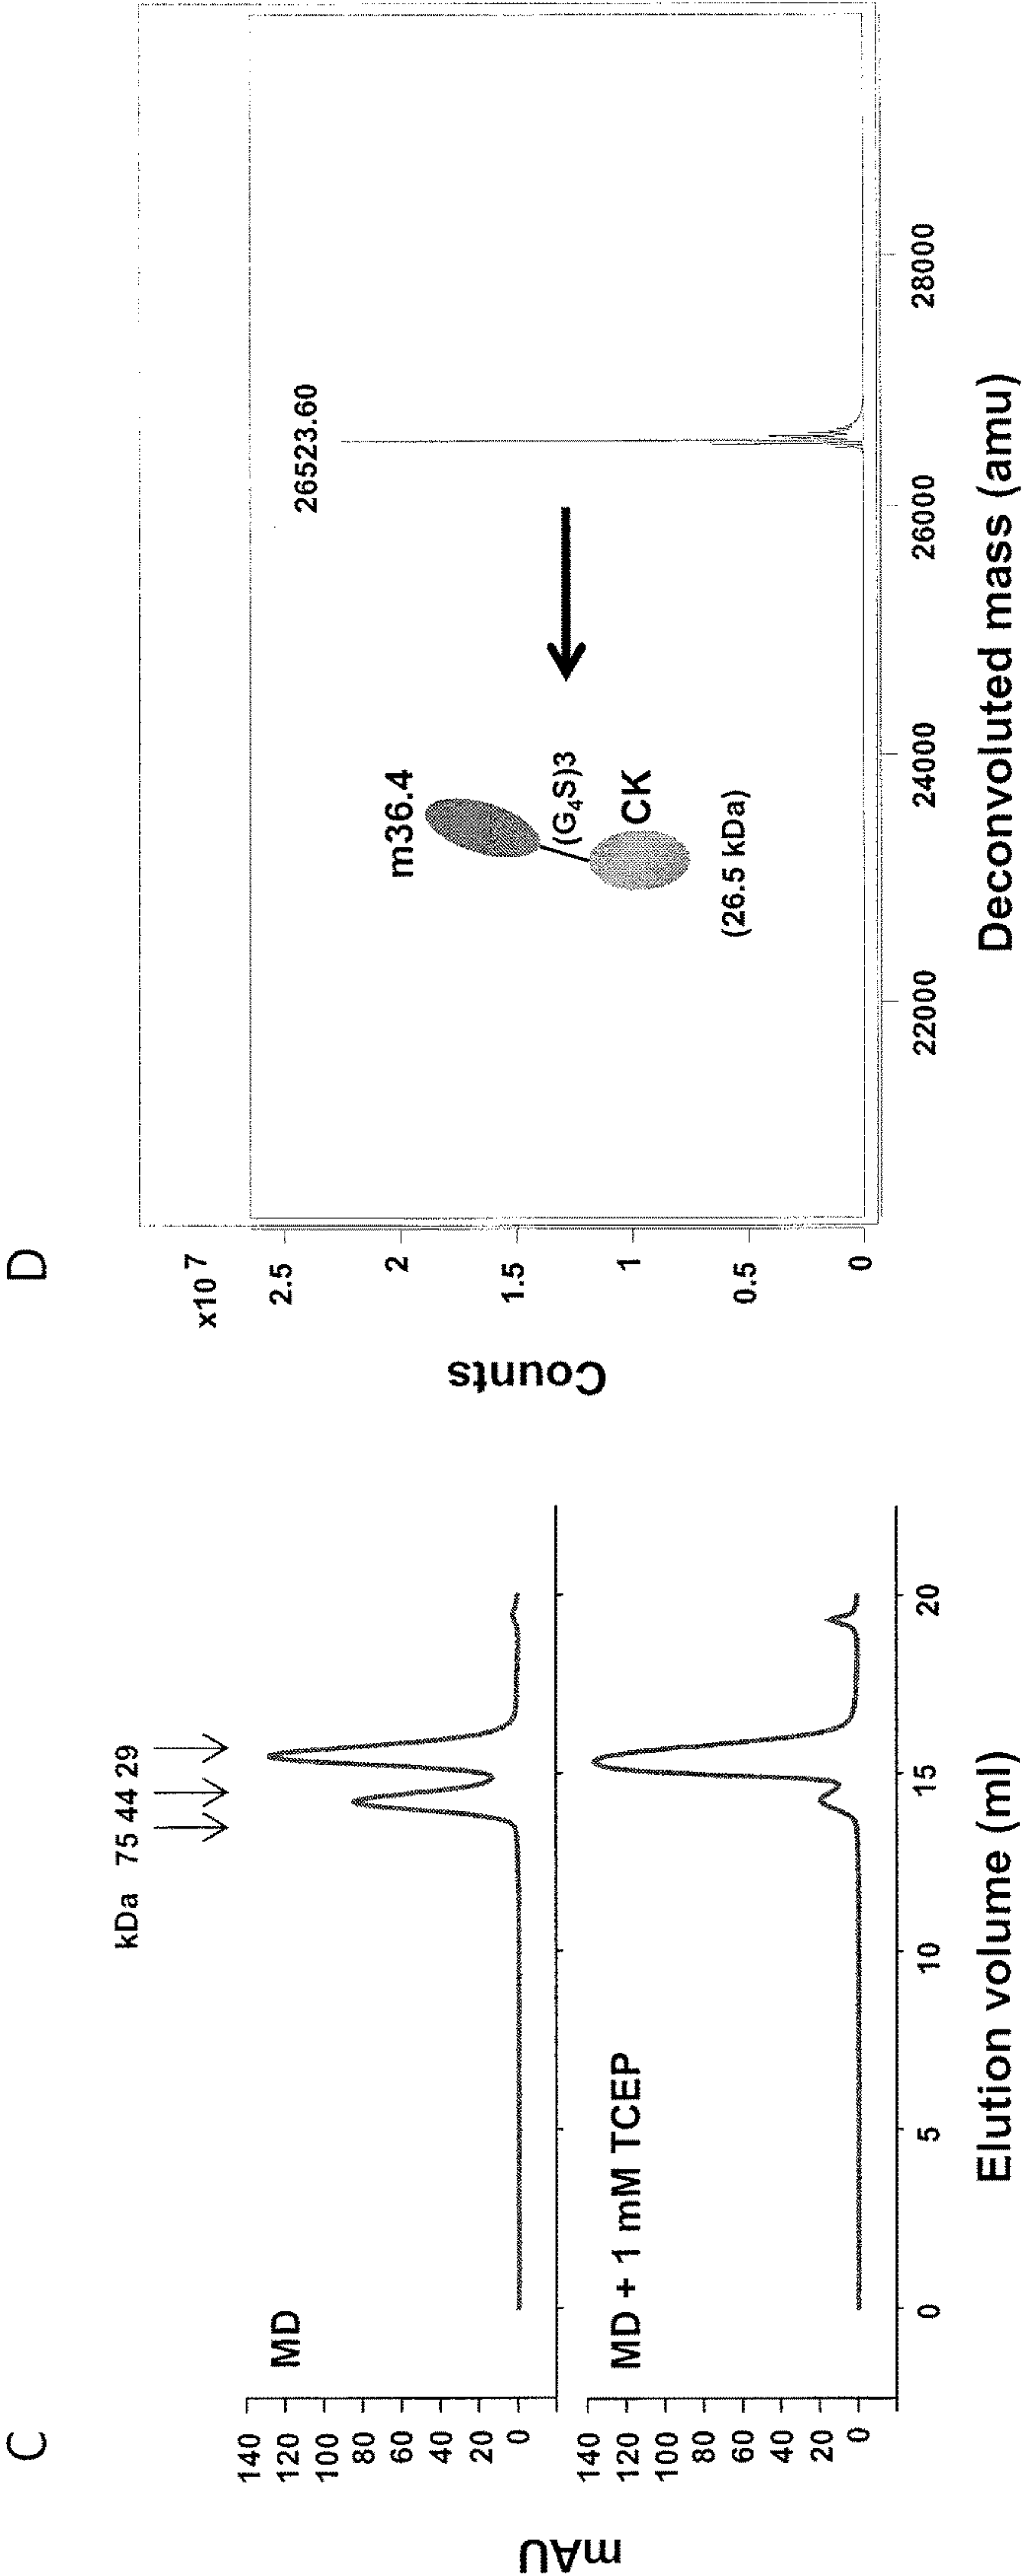 C
kDa 75 44 29
MD
140
120
100
80
60
40
20
0
MD + 1 mM TCEP
140
120
100
80
60
40
20
0
mAU
0 5 10 15 20
Elution volume (ml)
D
x10⁷
2.5
2
1.5
1
0.5
0
Counts
26523.60
m36.4
(G₄S)3
CK
(26.5 kDa)
22000 24000 26000 28000
Deconvoluted mass (amu)